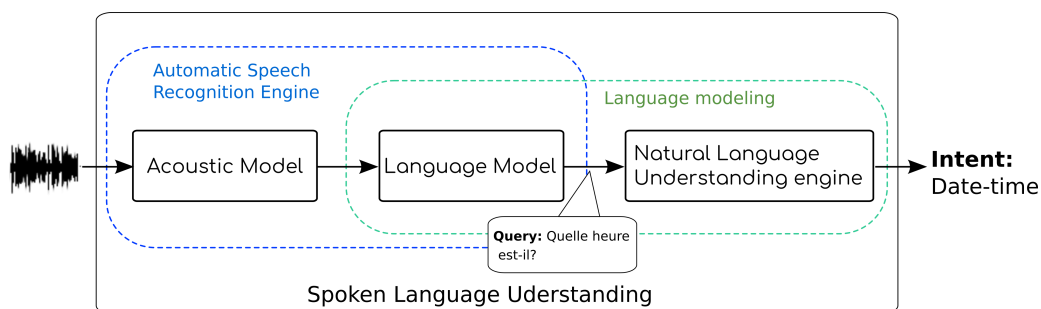 Automatic Speech
Recognition Engine
Language modeling
Acoustic Model
Language Model
Natural Language
Understanding engine
Intent:
Date-time
Query: Quelle heure
est-il?
Spoken Language Uderstanding